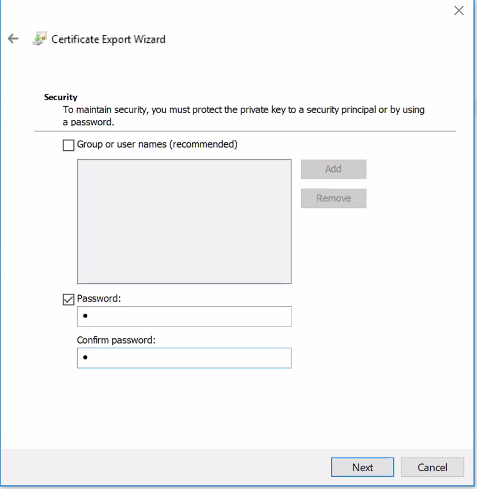 Certificate Export Wizard
Security
To maintain security, you must protect the private key to a security principal or by using
a password.
Group or user names (recommended)
Add
Remove
Password:
●
Confirm password:
●
Next
Cancel